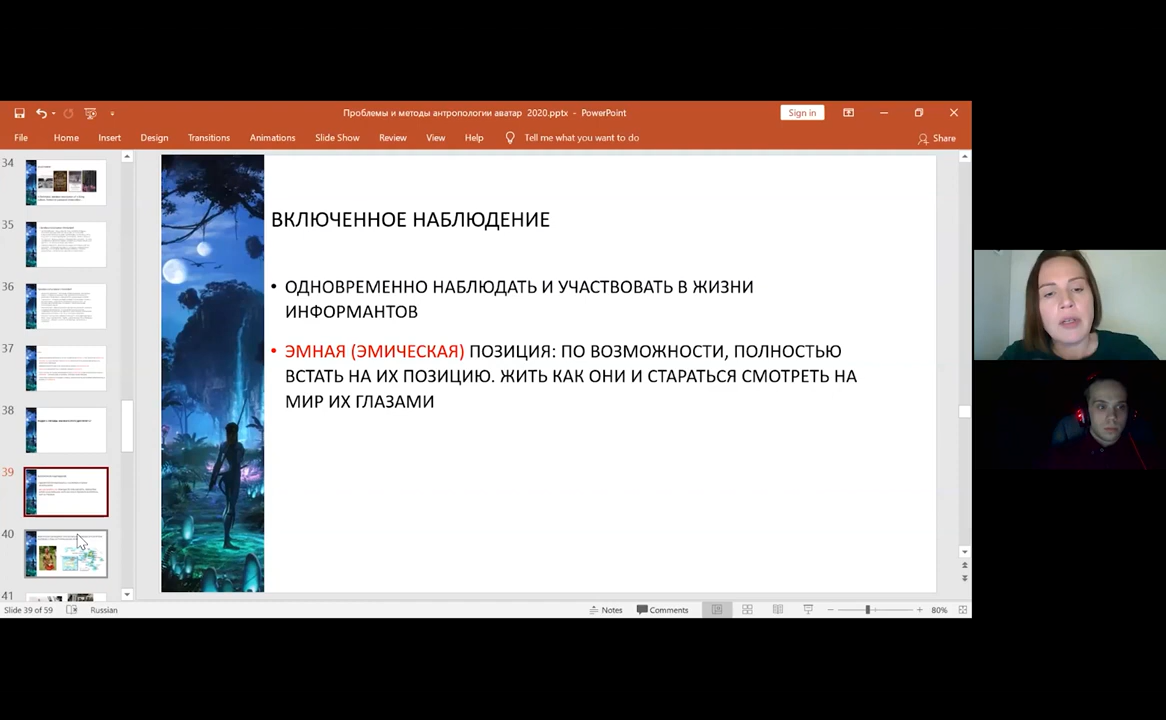 Проблемы и методы антропологии аватар 2020.pptx - PowerPoint
Sign in
File Home Insert Design Transitions Animations Slide Show Review View Help Tell me what you want to do Share
34
35
36
37
38
39
40
41
ВКЛЮЧЕННОЕ НАБЛЮДЕНИЕ
• ОДНОВРЕМЕННО НАБЛЮДАТЬ И УЧАСТВОВАТЬ В ЖИЗНИ
ИНФОРМАНТОВ
• ЭМНАЯ (ЭМИЧЕСКАЯ) ПОЗИЦИЯ: ПО ВОЗМОЖНОСТИ, ПОЛНОСТЬЮ
ВСТАТЬ НА ИХ ПОЗИЦИЮ. ЖИТЬ КАК ОНИ И СТАРАТЬСЯ СМОТРЕТЬ НА
МИР ИХ ГЛАЗАМИ
Slide 39 of 59 Russian Notes Comments 80%